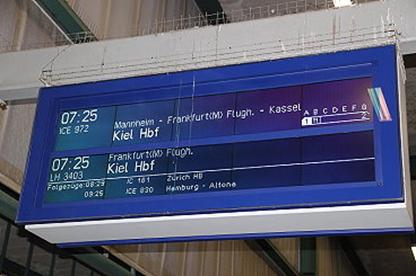 07:25 Mannheim - Frankfurt(M) Flugh. - Kassel A B C D E F G
ICE 972 Kiel Hbf 1
07:25 Frankfurt(M) Flugh.
LH 3403 Kiel Hbf
Folgezüge: 08:29 IC 181 Zürich HB
09:25 ICE 830 Hamburg - Altona